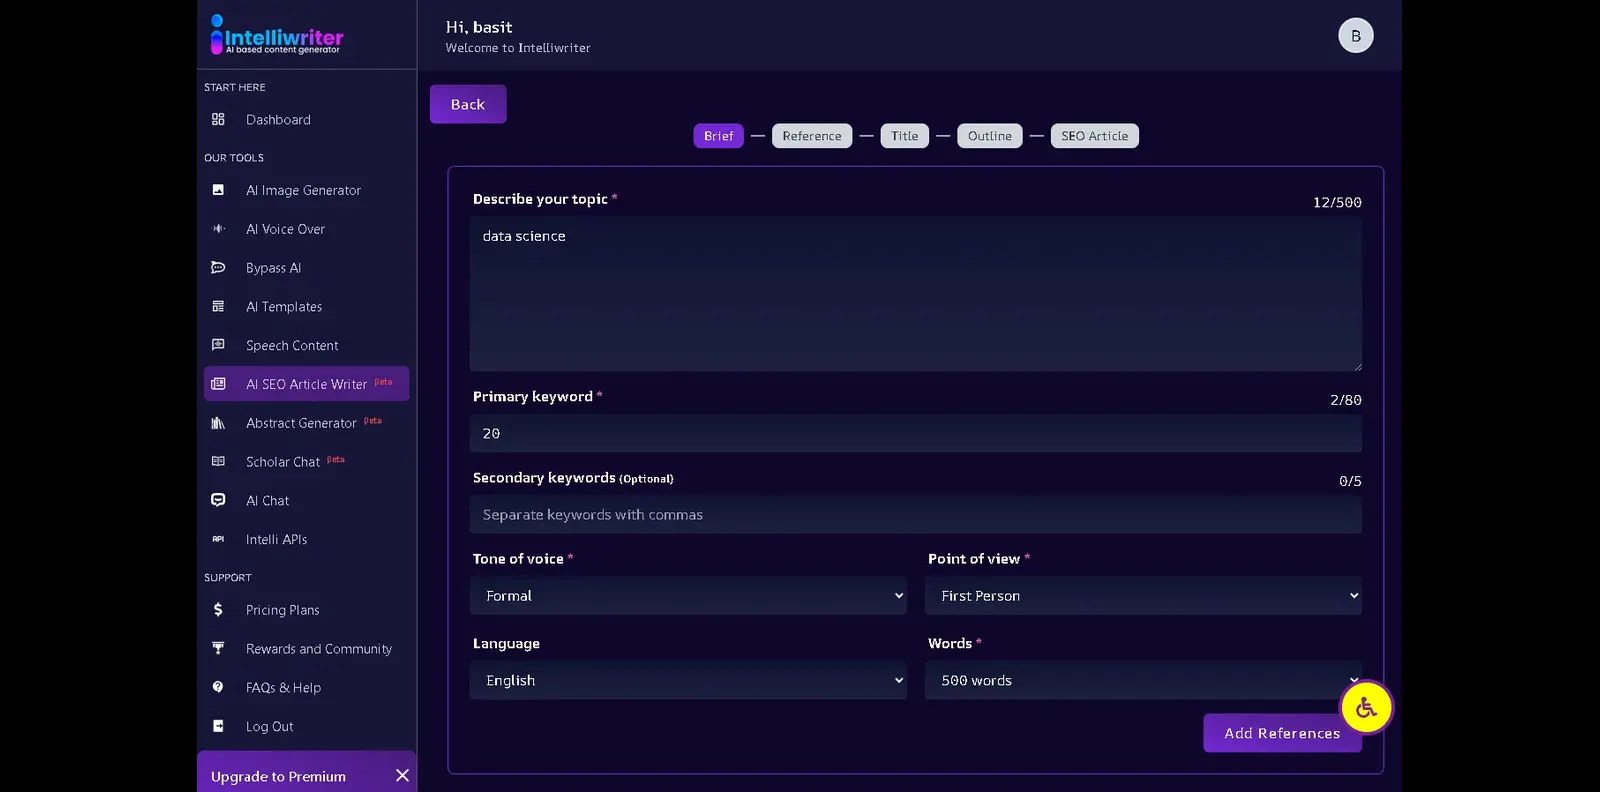 Intelliwriter
AI based content generator
START HERE
Dashboard
OUR TOOLS
AI Image Generator
AI Voice Over
Bypass AI
AI Templates
Speech Content
AI SEO Article Writer βeta
Abstract Generator βeta
Scholar Chat βeta
AI Chat
API Intelli APIs
SUPPORT
Pricing Plans
Rewards and Community
FAQs & Help
Log Out
Upgrade to Premium
Hi, basit
Welcome to Intelliwriter
B
Back
Brief — Reference — Title — Outline — SEO Article
Describe your topic * 12/500
data science
Primary keyword * 2/80
20
Secondary keywords (Optional) 0/5
Separate keywords with commas
Tone of voice * Point of view *
Formal First Person
Language Words *
English 500 words
Add References